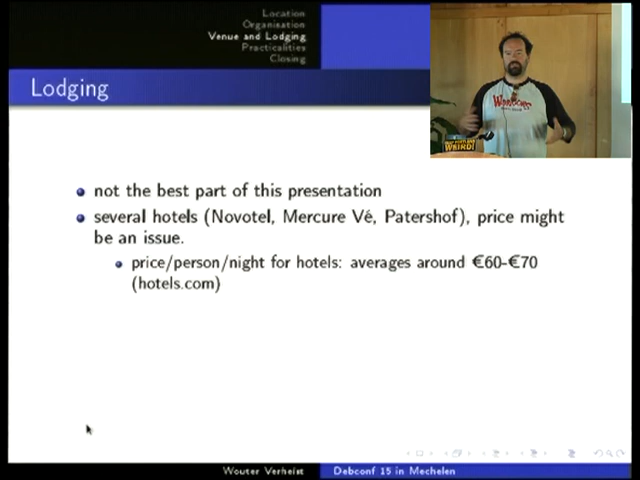 Location
Organisation
Venue and Lodging
Practicalities
Closing
Lodging
WEIRD!
not the best part of this presentation
several hotels (Novotel, Mercure Vé, Patershof), price might
be an issue.
price/person/night for hotels: averages around €60-€70
(hotels.com)
Wouter Verhelst
Debconf 15 in Mechelen